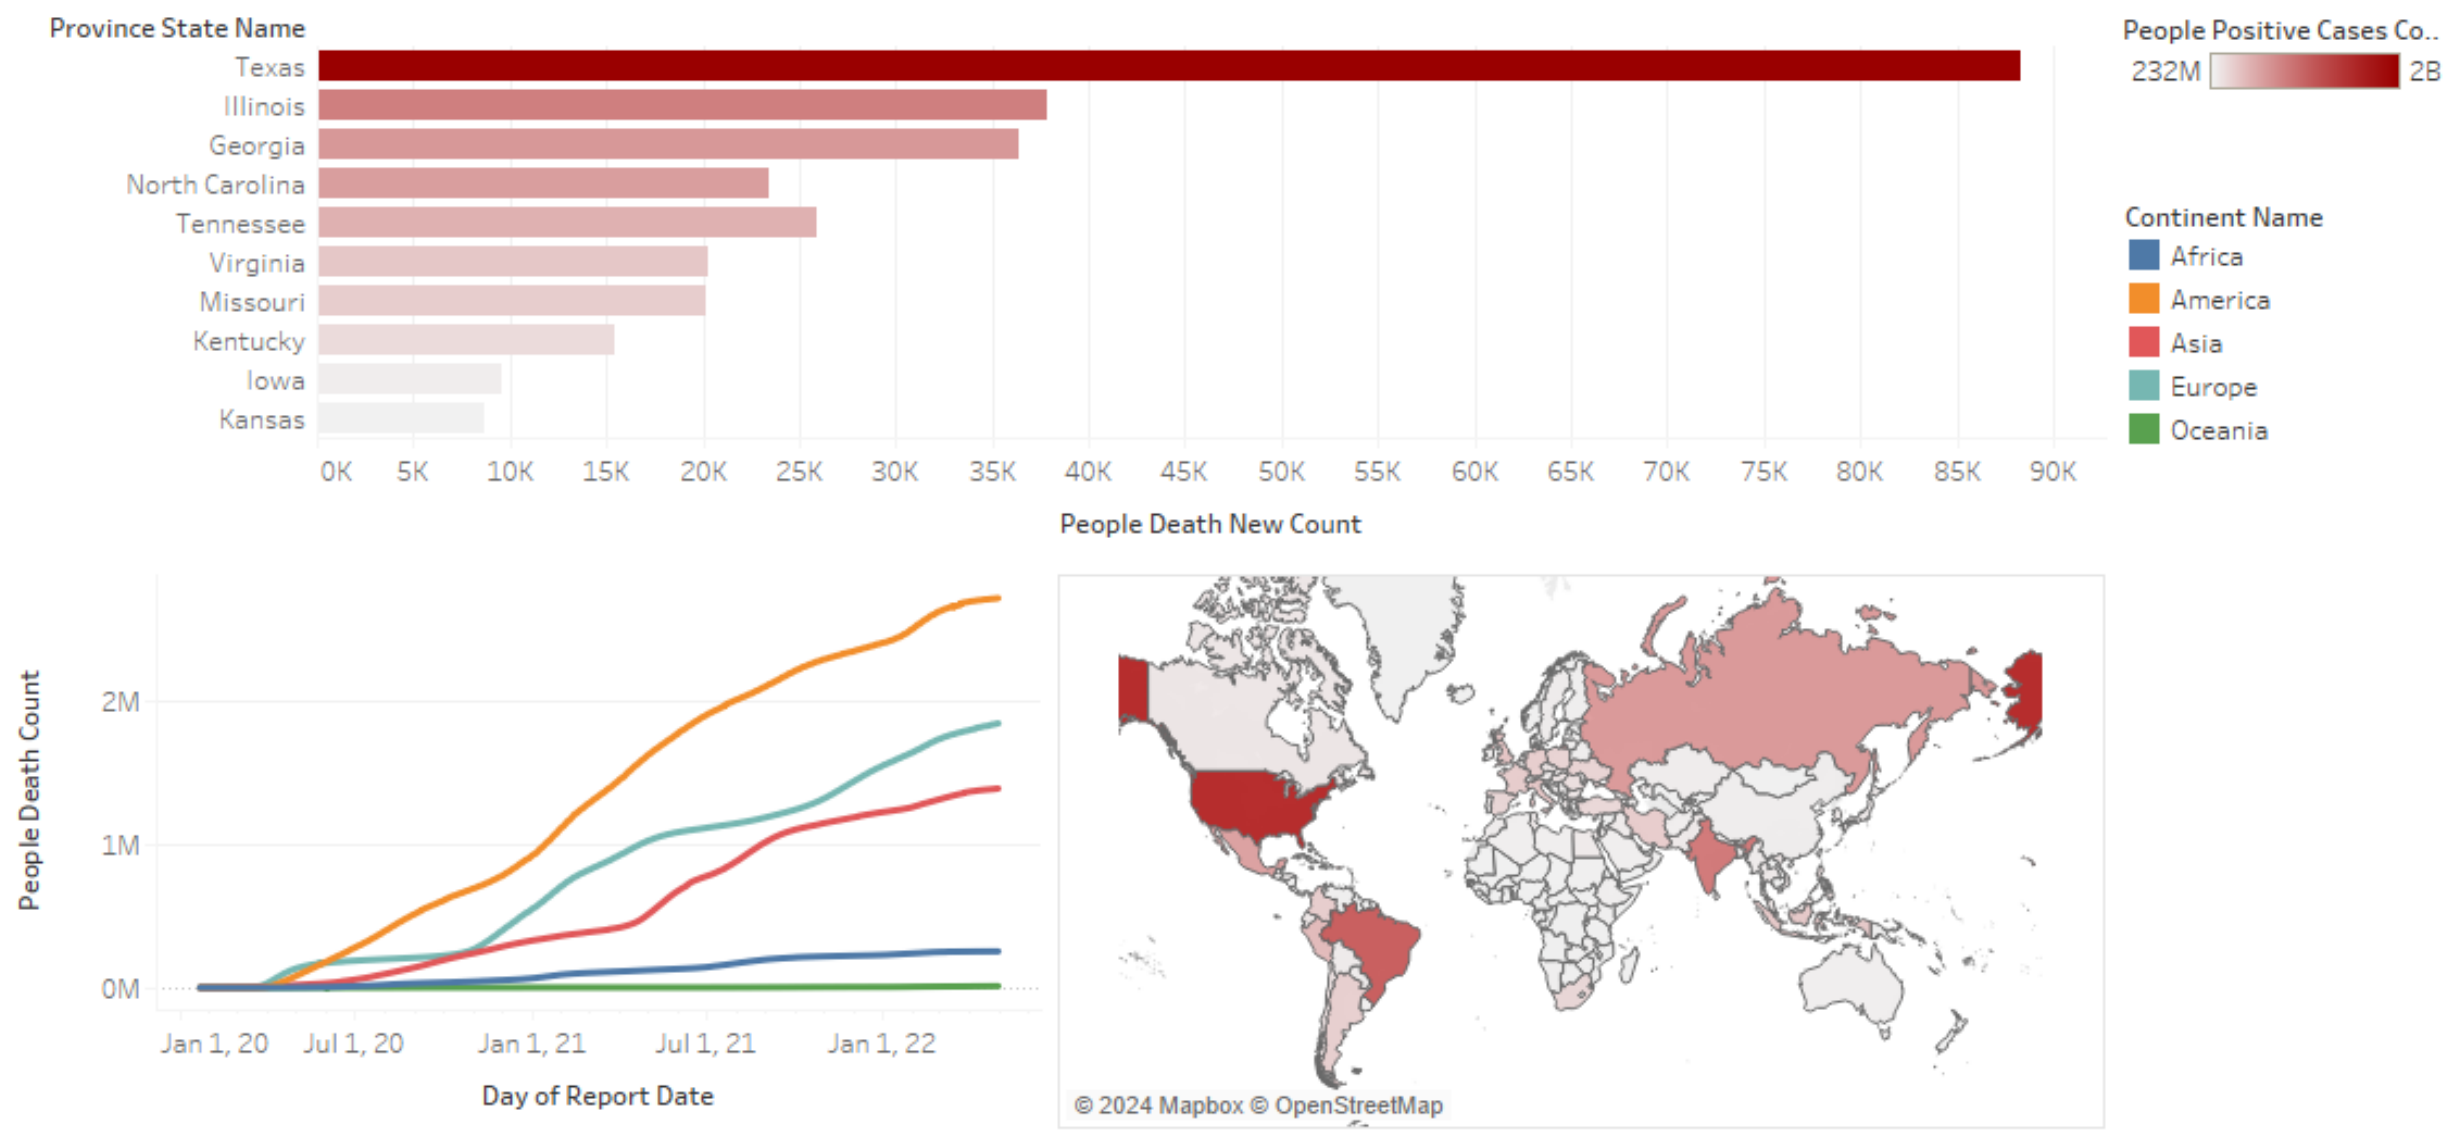 Province State Name
Texas
Illinois
Georgia
North Carolina
Tennessee
Virginia
Missouri
Kentucky
Iowa
Kansas
0K 5K 10K 15K 20K 25K 30K 35K 40K 45K 50K 55K 60K 65K 70K 75K 80K 85K 90K
People Death New Count
People Positive Cases Co..
232M 2B
Continent Name
Africa
America
Asia
Europe
Oceania
People Death Count
2M
1M
0M
Jan 1, 20 Jul 1, 20 Jan 1, 21 Jul 1, 21 Jan 1, 22
Day of Report Date
© 2024 Mapbox © OpenStreetMap